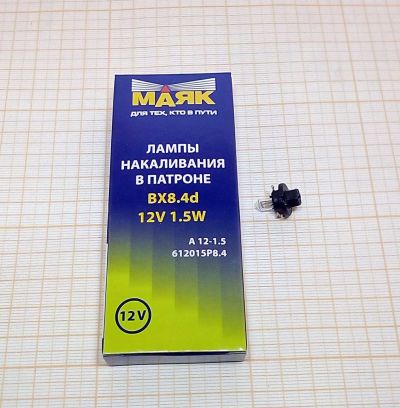 МАЯК
ДЛЯ ТЕХ, КТО В ПУТИ
ЛАМПЫ
НАКАЛИВАНИЯ
В ПАТРОНЕ
BX8.4d
12V 1.5W
А 12-1.5
612015P8.4
12V